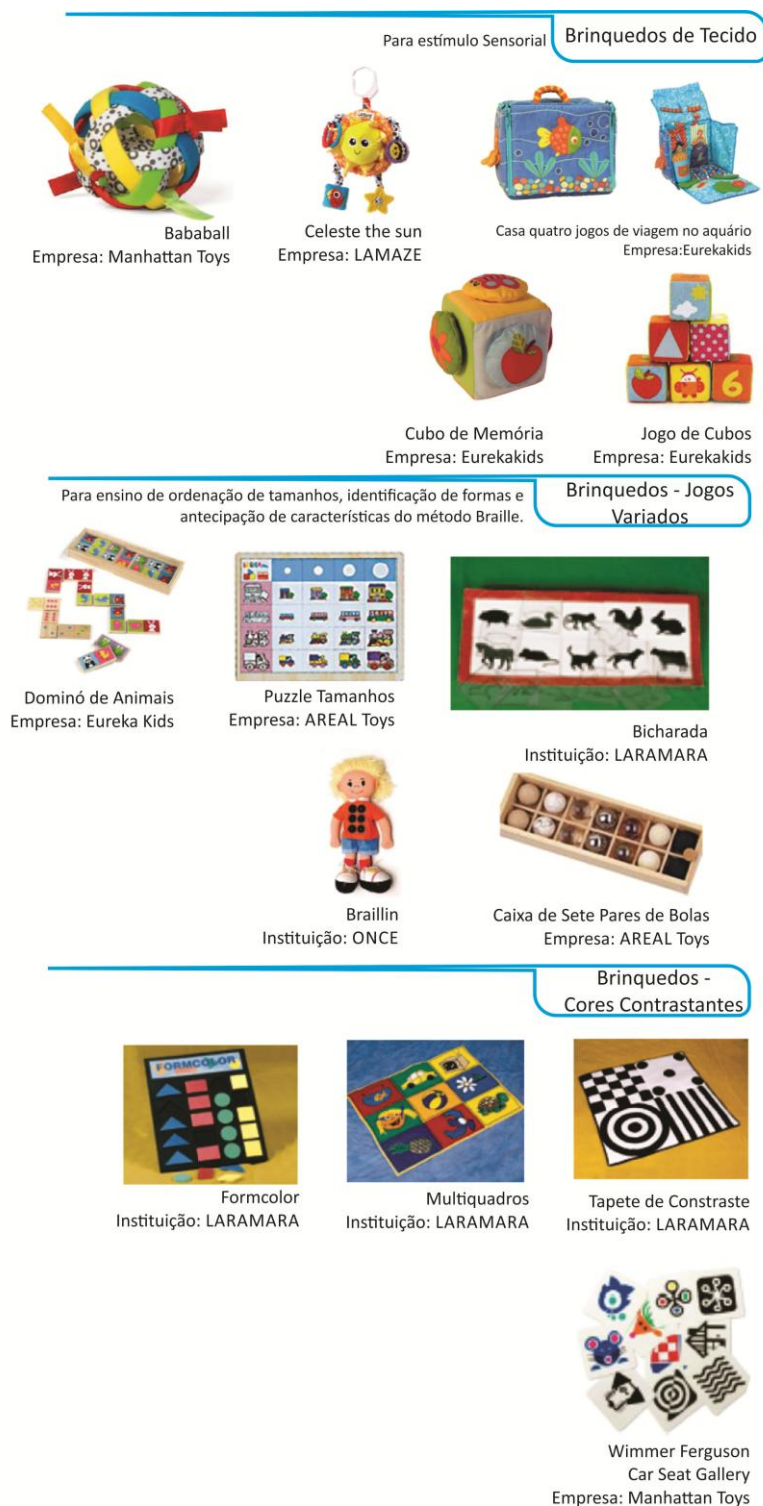 Para estímulo Sensorial
Brinquedos de Tecido
Bababall
Empresa: Manhattan Toys
Celeste the sun
Empresa: LAMAZE
Casa quatro jogos de viagem no aquário
Empresa:Eurekakids
6
Cubo de Memória
Empresa: Eurekakids
Jogo de Cubos
Empresa: Eurekakids
Para ensino de ordenação de tamanhos, identificação de formas e
antecipação de características do método Braille.
Brinquedos - Jogos
Variados
Dominó de Animais
Empresa: Eureka Kids
Puzzle Tamanhos
Empresa: AREAL Toys
Bicharada
Instituição: LARAMARA
Braillin
Instituição: ONCE
Caixa de Sete Pares de Bolas
Empresa: AREAL Toys
Brinquedos -
Cores Contrastantes
FORMCOLOR
Formcolor
Instituição: LARAMARA
Multiquadros
Instituição: LARAMARA
Tapete de Constraste
Instituição: LARAMARA
Wimmer Ferguson
Car Seat Gallery
Empresa: Manhattan Toys